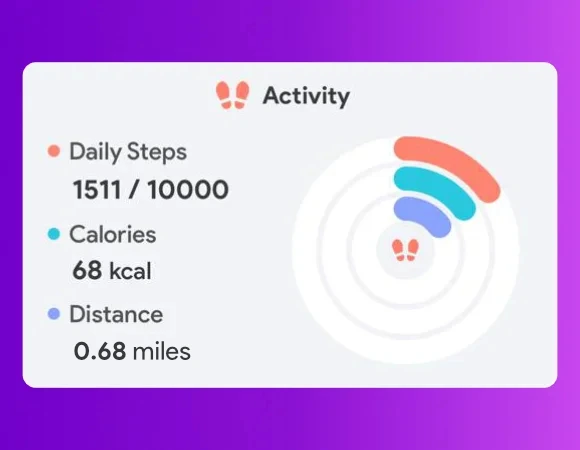 Activity
Daily Steps
1511 / 10000
Calories
68 kcal
Distance
0.68 miles